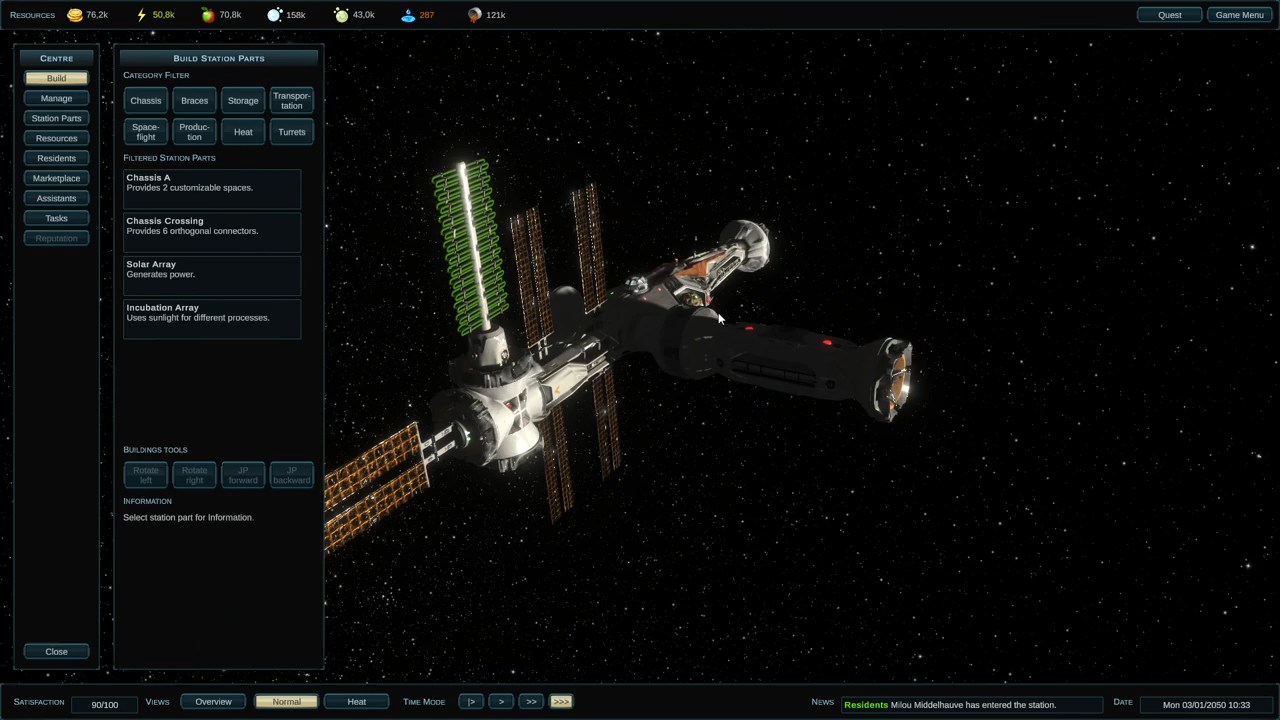 Resources 76,2k 50,8k 70,8k 158k 43,0k 287 121k Quest Game Menu
Centre
Build
Manage
Station Parts
Resources
Residents
Marketplace
Assistants
Tasks
Reputation
Close
Build Station Parts
Category Filter
Chassis Braces Storage Transpor-
tation
Space-
flight Produc-
tion Heat Turrets
Filtered Station Parts
Chassis A
Provides 2 customizable spaces.
Chassis Crossing
Provides 6 orthogonal connectors.
Solar Array
Generates power.
Incubation Array
Uses sunlight for different processes.
Buildings Tools
Rotate
left Rotate
right JP
forward JP
backward
Information
Select station part for Information.
Satisfaction 90/100 Views Overview Normal Heat Time Mode |> > >> >>> News Residents Milou Middelhauve has entered the station. Date Mon 03/01/2050 10:33